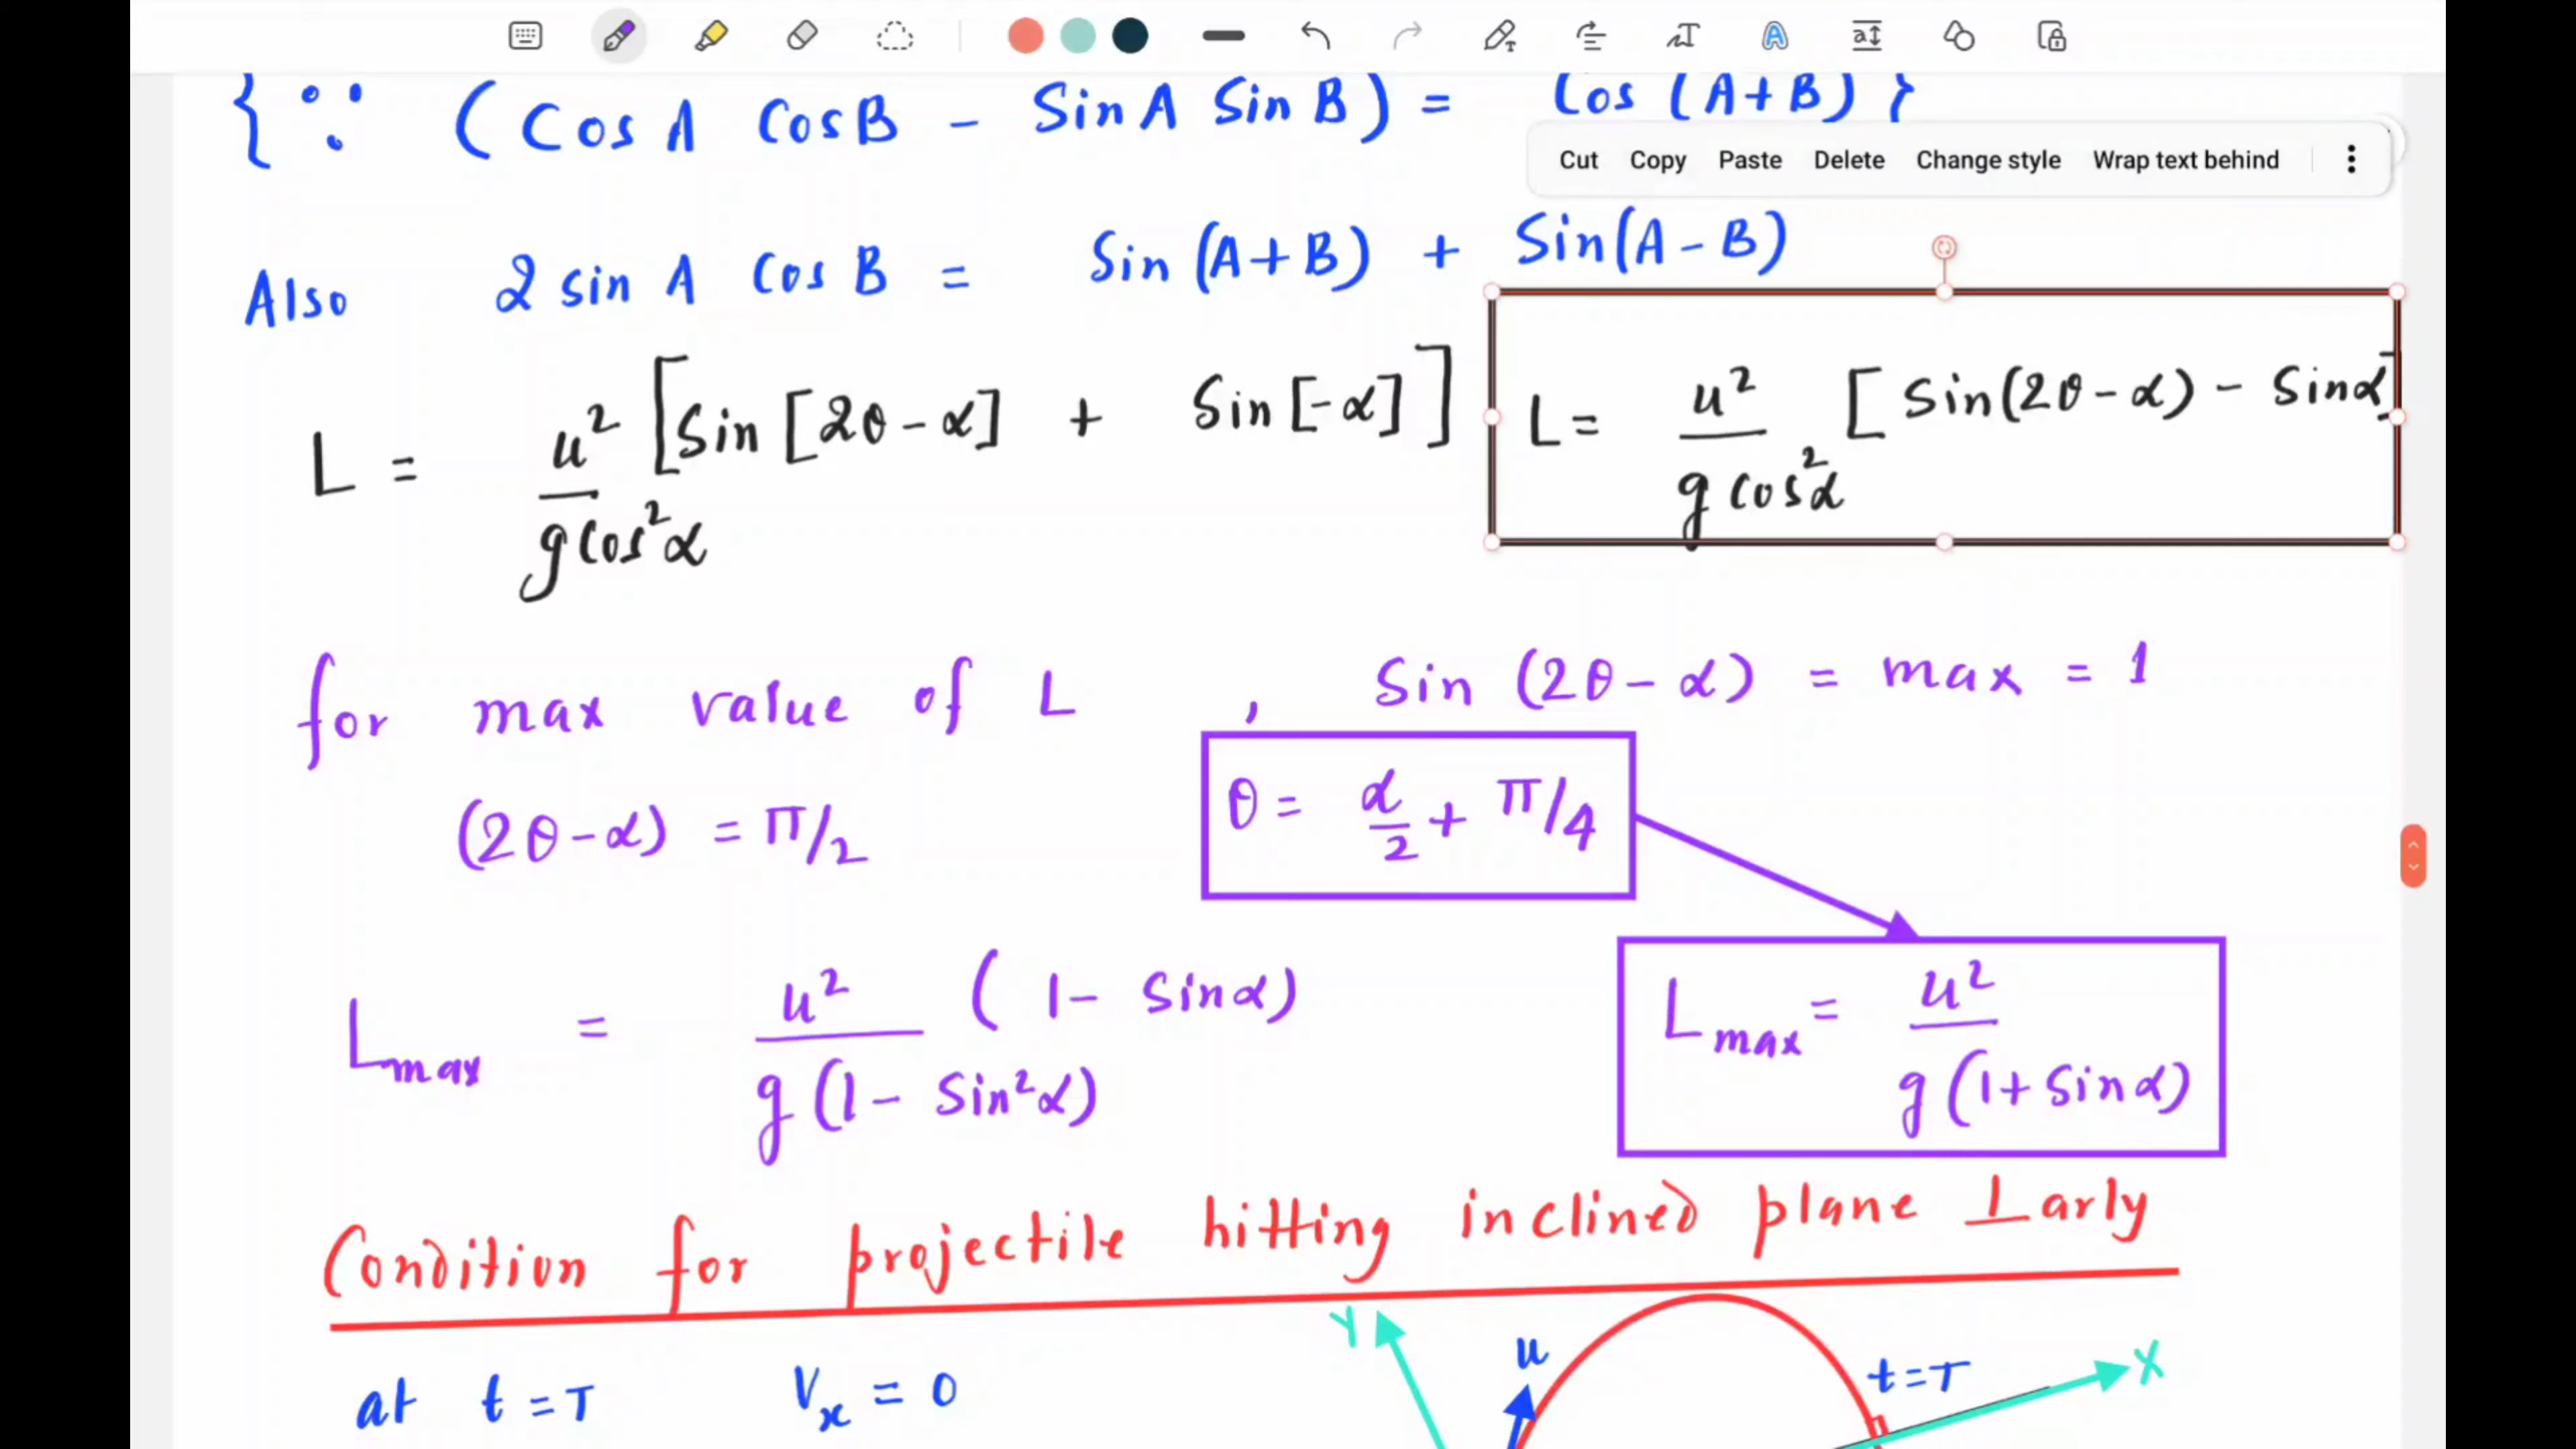 { ∵ (Cos A CosB - Sin A Sin B) = Cos (A+B) }
Cut Copy Paste Delete Change style Wrap text behind
Also 2 sin A Cos B = Sin (A+B) + Sin(A-B)
L = u²/(g cos²α) [Sin [2θ-α] + Sin [-α]]
L = u²/(g cos²α) [Sin(2θ-α) - Sinα]
for max value of L , Sin (2θ-α) = max = 1
(2θ-α) = π/2
θ = α/2 + π/4
Lmax = u²/(g (1 - Sin²α)) (1 - Sinα)
Lmax = u²/(g (1+ Sinα))
Condition for projectile hitting inclined plane ⊥arly
at t = T Vx = 0
Y
u
t = T
X